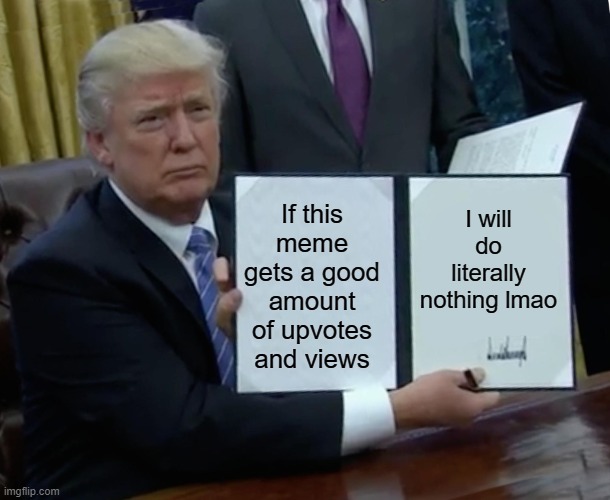 If this
meme
gets a good
amount
of upvotes
and views
I will
do
literally
nothing lmao
imgflip.com